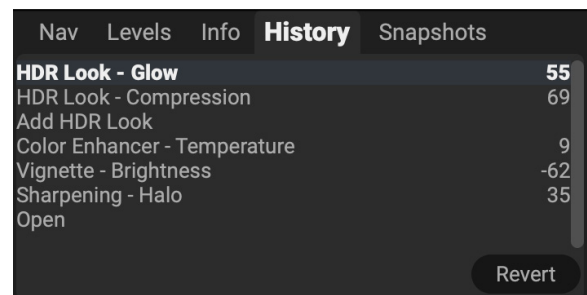 Nav Levels Info History Snapshots
HDR Look - Glow 55
HDR Look - Compression 69
Add HDR Look
Color Enhancer - Temperature 9
Vignette - Brightness -62
Sharpening - Halo 35
Open
Revert